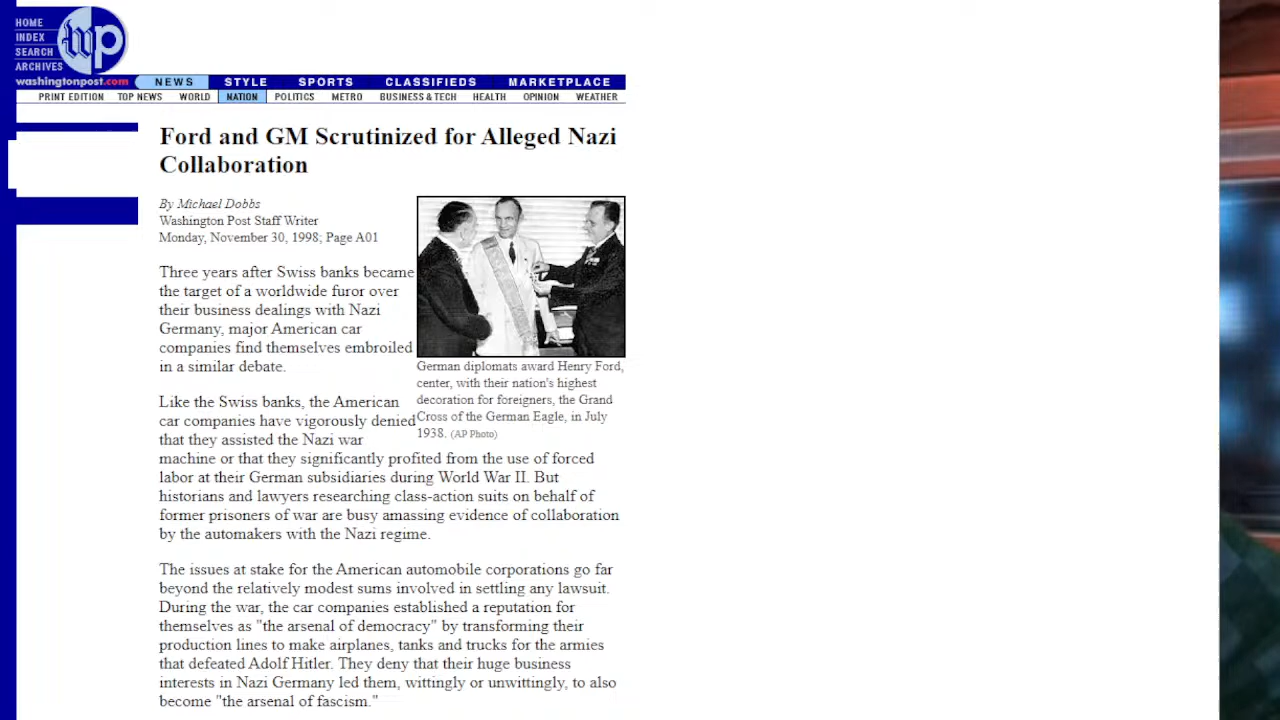 HOME
INDEX
SEARCH
ARCHIVES
wp
washingtonpost.com
NEWS STYLE SPORTS CLASSIFIEDS MARKETPLACE
PRINT EDITION TOP NEWS WORLD NATION POLITICS METRO BUSINESS & TECH HEALTH OPINION WEATHER
Ford and GM Scrutinized for Alleged Nazi
Collaboration
By Michael Dobbs
Washington Post Staff Writer
Monday, November 30, 1998; Page A01
Three years after Swiss banks became
the target of a worldwide furor over
their business dealings with Nazi
Germany, major American car
companies find themselves embroiled
in a similar debate.
German diplomats award Henry Ford,
center, with their nation's highest
decoration for foreigners, the Grand
Cross of the German Eagle, in July
1938. (AP Photo)
Like the Swiss banks, the American
car companies have vigorously denied
that they assisted the Nazi war
machine or that they significantly profited from the use of forced
labor at their German subsidiaries during World War II. But
historians and lawyers researching class-action suits on behalf of
former prisoners of war are busy amassing evidence of collaboration
by the automakers with the Nazi regime.
The issues at stake for the American automobile corporations go far
beyond the relatively modest sums involved in settling any lawsuit.
During the war, the car companies established a reputation for
themselves as "the arsenal of democracy" by transforming their
production lines to make airplanes, tanks and trucks for the armies
that defeated Adolf Hitler. They deny that their huge business
interests in Nazi Germany led them, wittingly or unwittingly, to also
become "the arsenal of fascism."